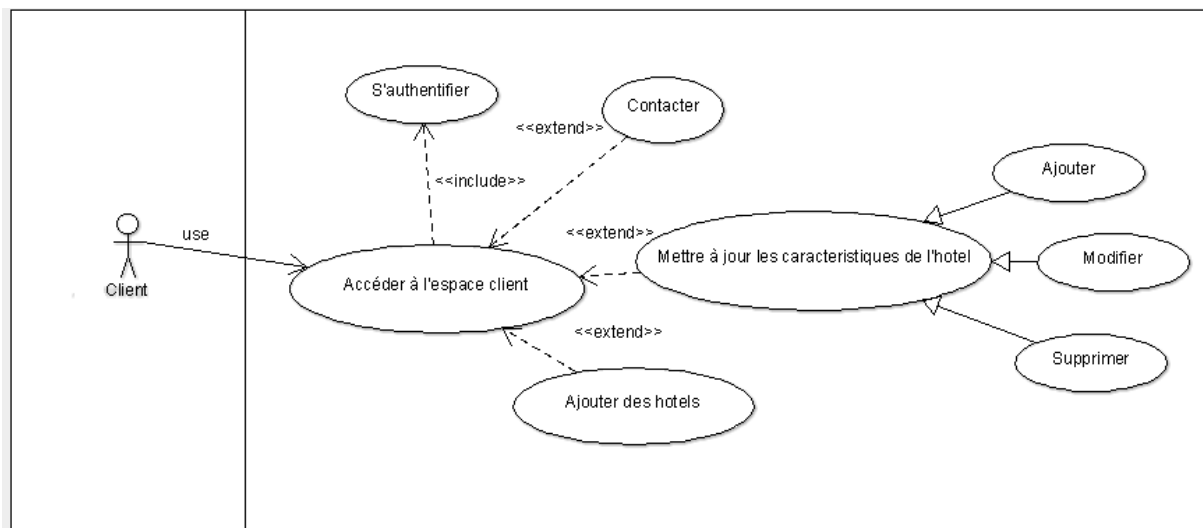 S'authentifier
Contacter
<<extend>>
<<include>>
Ajouter
use
<<extend>>
Mettre à jour les caracteristiques de l'hotel
Modifier
Client
Accéder à l'espace client
<<extend>>
Supprimer
Ajouter des hotels